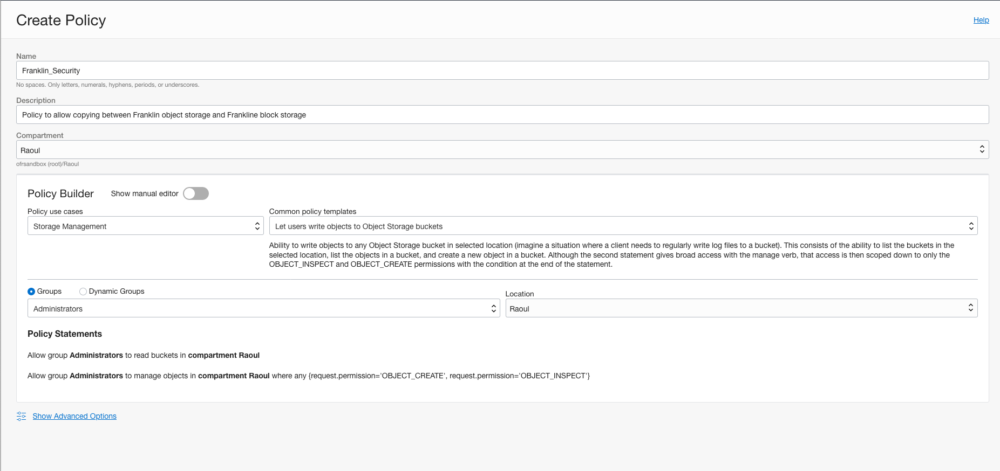 Create Policy
Help
Name
Franklin_Security
No spaces. Only letters, numerals, hyphens, periods, or underscores.
Description
Policy to allow copying between Franklin object storage and Frankline block storage
Compartment
Raoul
ofrsandbox (root)/Raoul
Policy Builder
Show manual editor
Policy use cases
Common policy templates
Storage Management
Let users write objects to Object Storage buckets
Ability to write objects to any Object Storage bucket in selected location (imagine a situation where a client needs to regularly write log files to a bucket). This consists of the ability to list the buckets in the
selected location, list the objects in a bucket, and create a new object in a bucket. Although the second statement gives broad access with the manage verb, that access is then scoped down to only the
OBJECT_INSPECT and OBJECT_CREATE permissions with the condition at the end of the statement.
Groups
Dynamic Groups
Location
Administrators
Raoul
Policy Statements
Allow group Administrators to read buckets in compartment Raoul
Allow group Administrators to manage objects in compartment Raoul where any {request.permission='OBJECT_CREATE', request.permission='OBJECT_INSPECT'}
Show Advanced Options